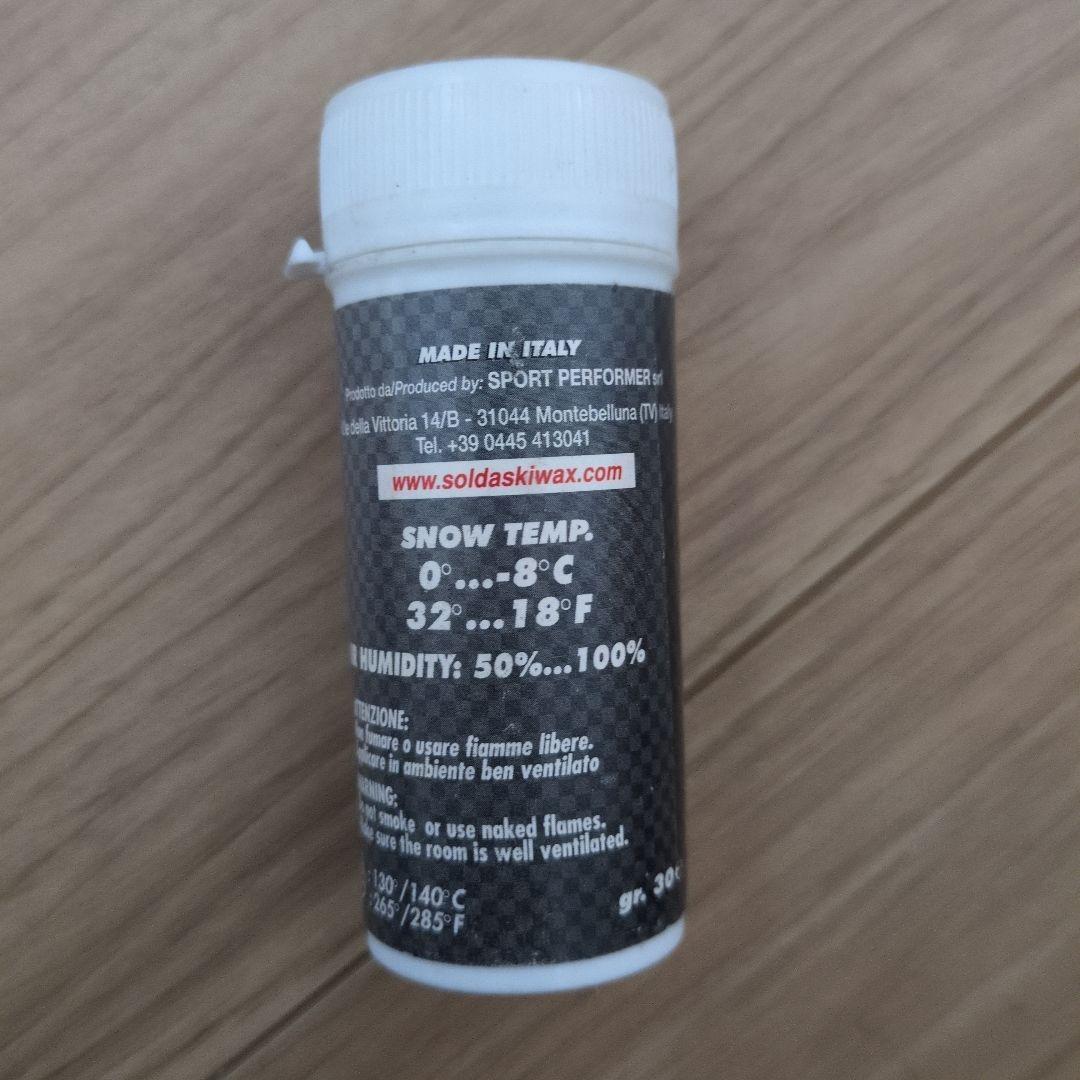 MADE IN ITALY
Prodotto da/Produced by: SPORT PERFORMER srl
della Vittoria 14/B - 31044 Montebelluna (TV) Italy
Tel. +39 0445 413041
www.soldaskiwax.com
SNOW TEMP.
0°...-8°C
32°...18°F
HUMIDITY: 50%...100%
ATTENZIONE:
fumare o usare fiamme libere.
in ambiente ben ventilato
WARNING:
not smoke or use naked flames.
sure the room is well ventilated.
130°/140°C
265°/285°F
gr. 30